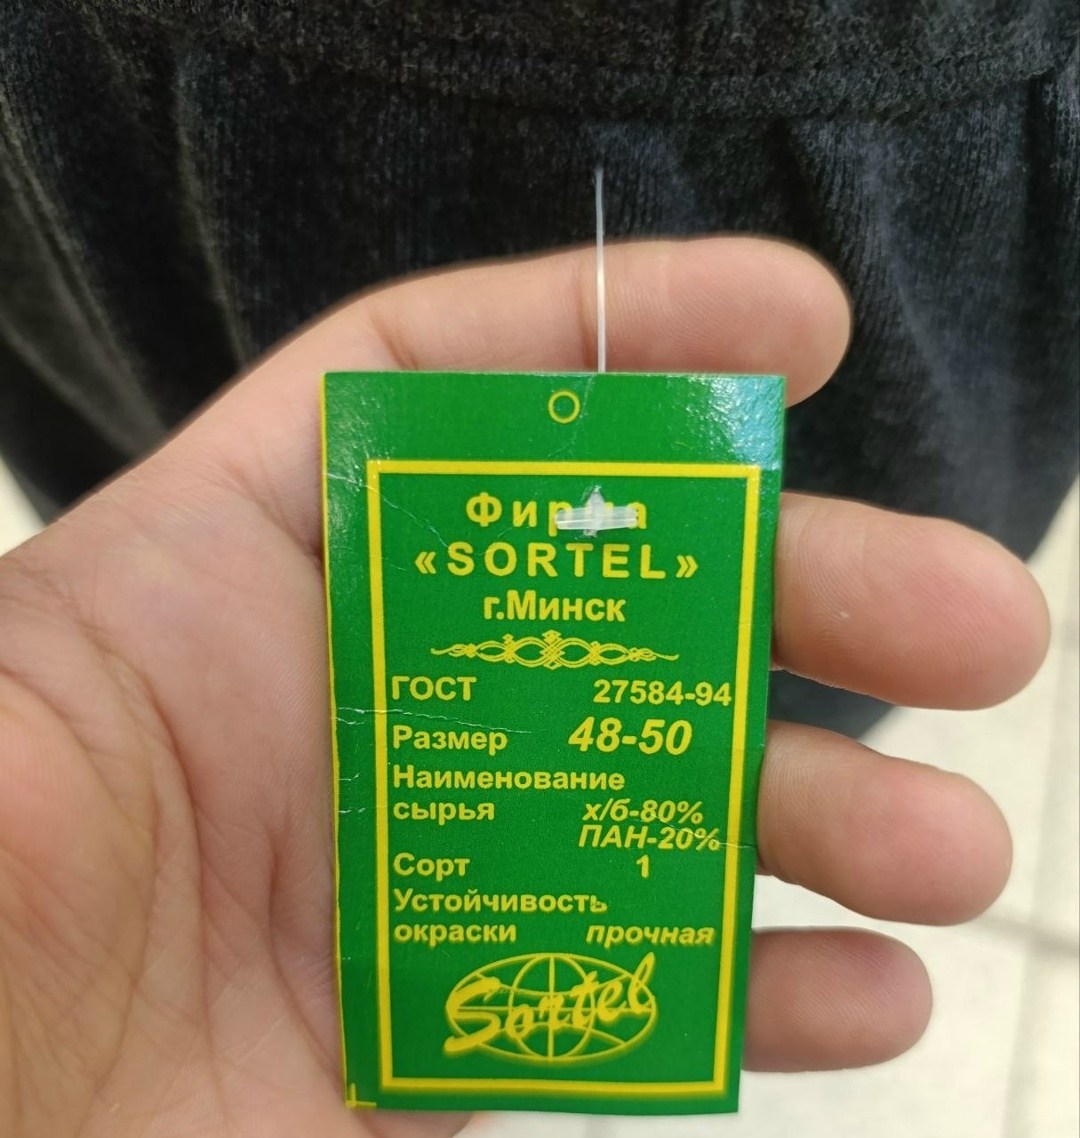 Фирма
«SORTEL»
г.Минск
ГОСТ 27584-94
Размер 48-50
Наименование
сырья х/б-80%
ПАН-20%
Сорт 1
Устойчивость
окраски прочная
Sortel